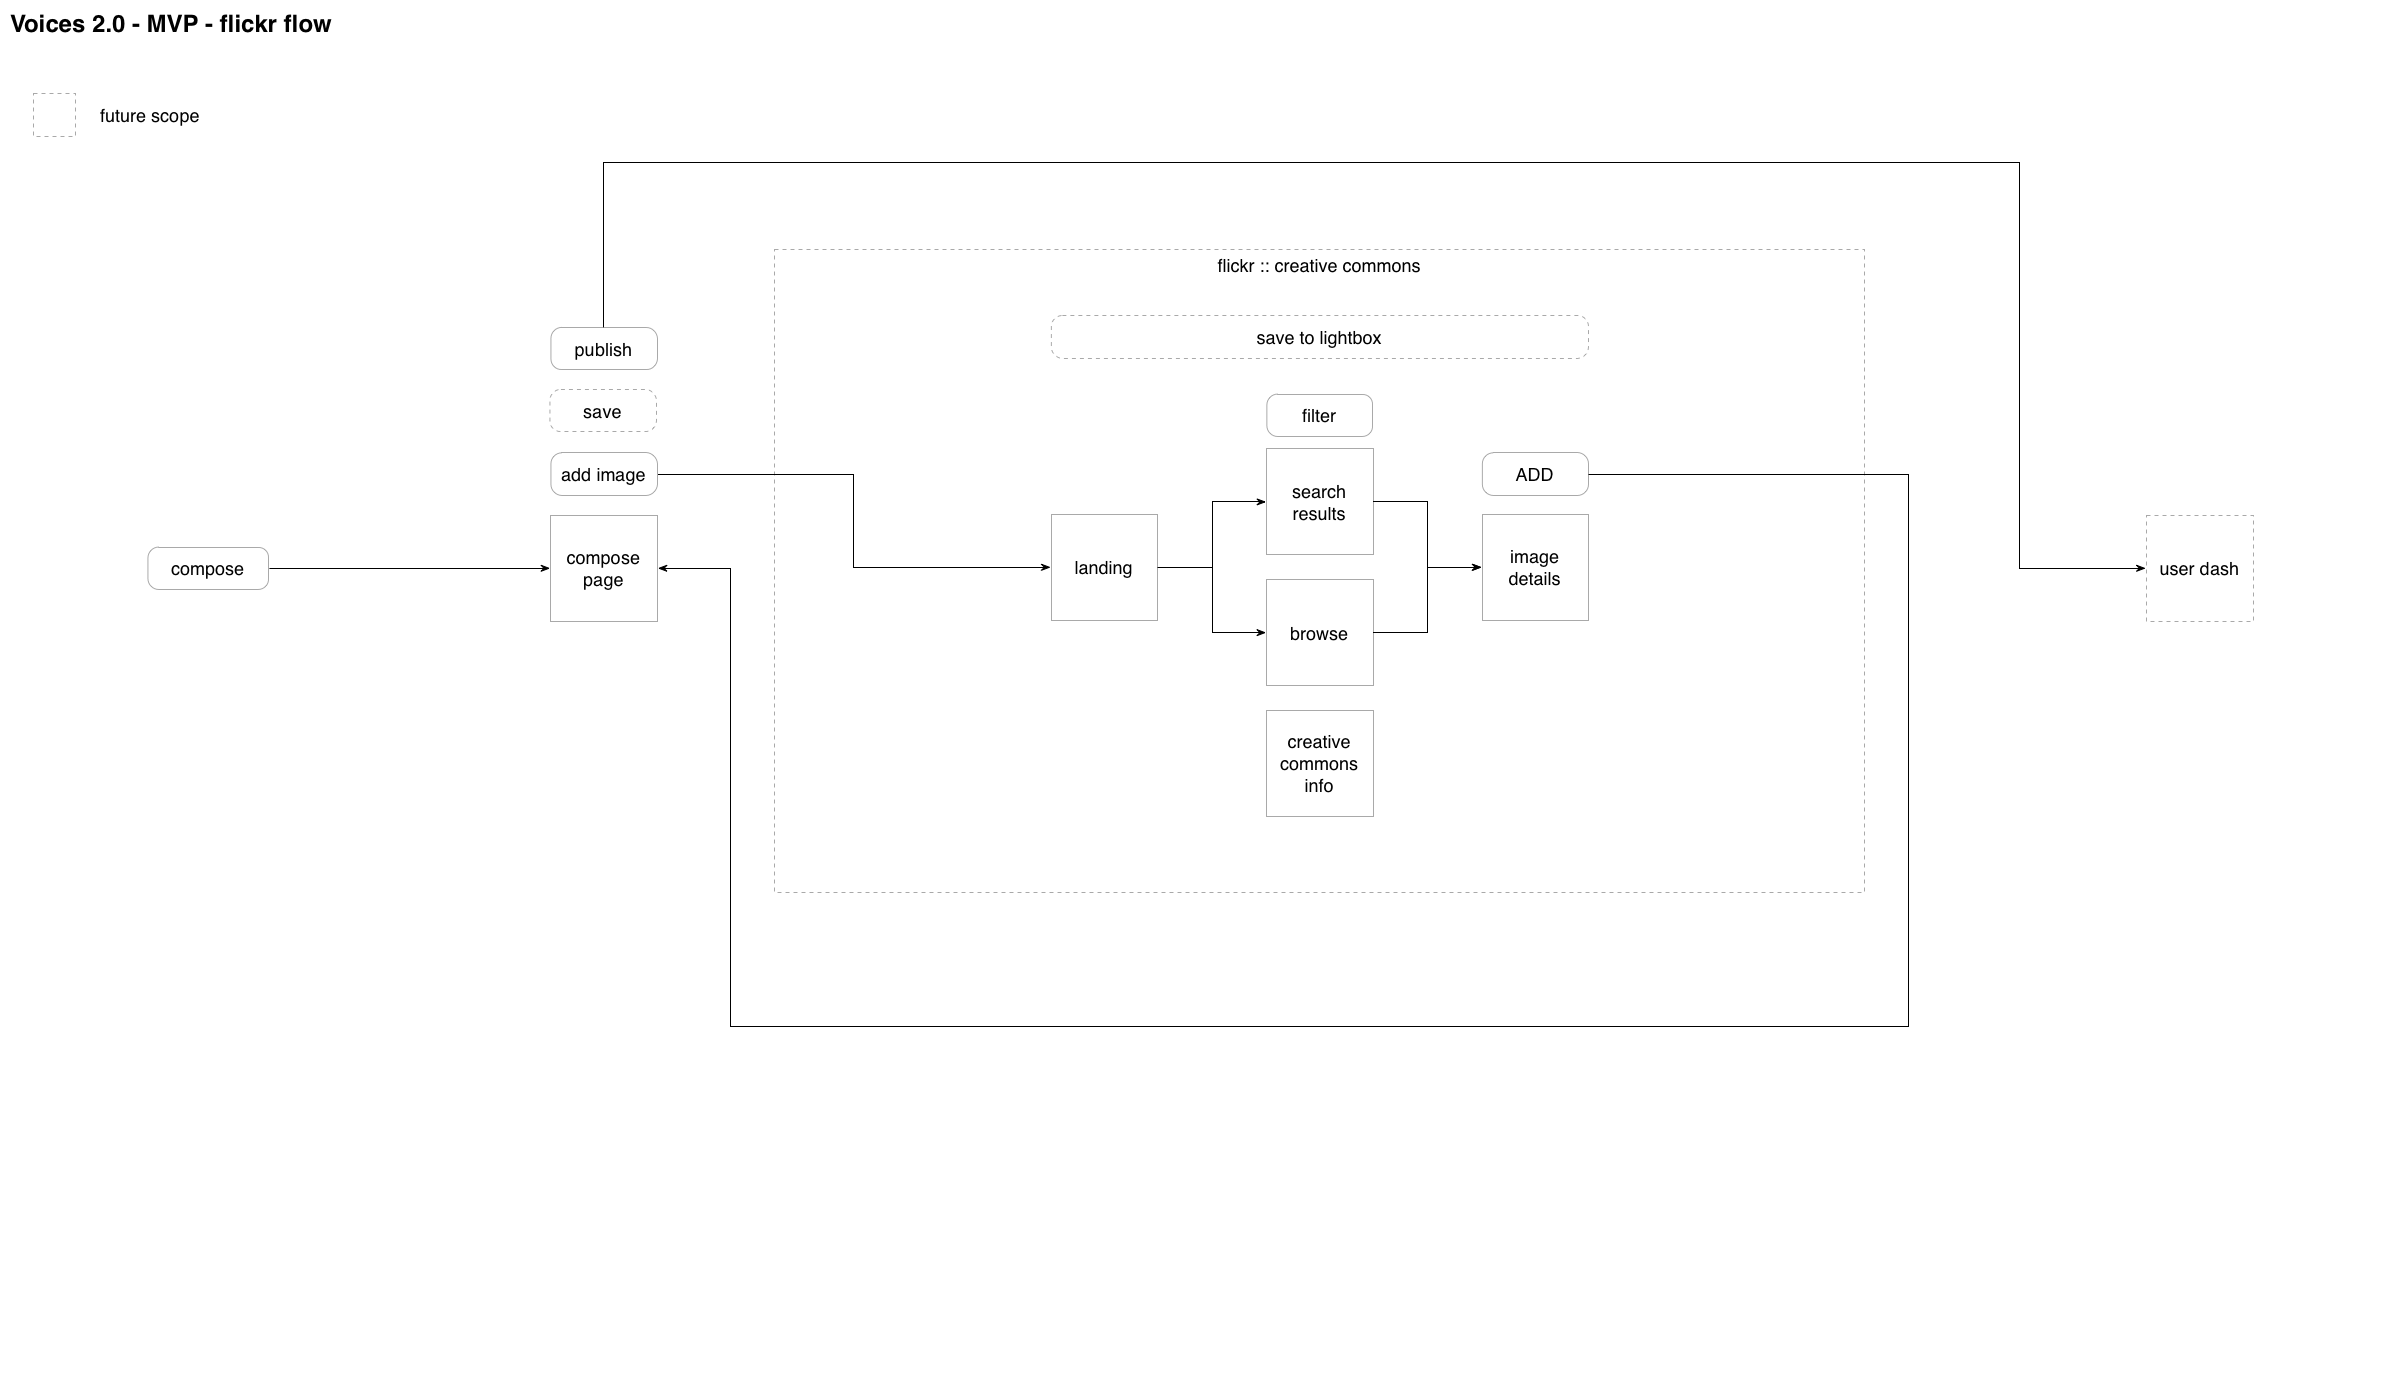 Voices 2.0 - MVP - flickr flow
future scope
flickr :: creative commons
save to lightbox
publish
save
filter
add image
ADD
search
results
compose
compose
page
landing
image
details
user dash
browse
creative
commons
info